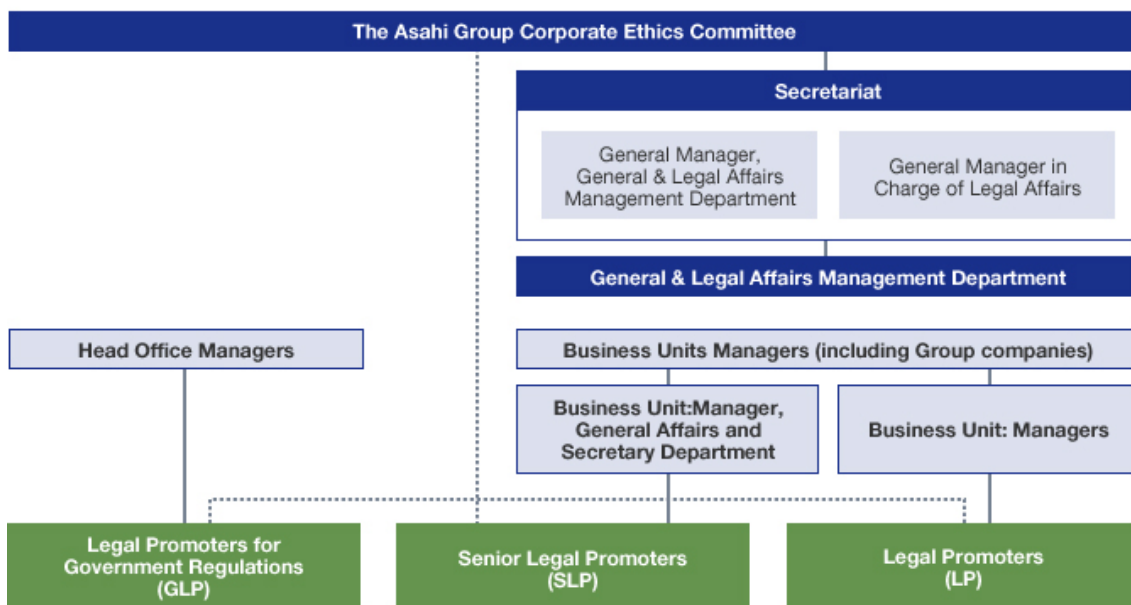 The Asahi Group Corporate Ethics Committee
Secretariat
General Manager,
General & Legal Affairs
Management Department
General Manager in
Charge of Legal Affairs
General & Legal Affairs Management Department
Head Office Managers
Business Units Managers (including Group companies)
Business Unit:Manager,
General Affairs and
Secretary Department
Business Unit: Managers
Legal Promoters for
Government Regulations
(GLP)
Senior Legal Promoters
(SLP)
Legal Promoters
(LP)